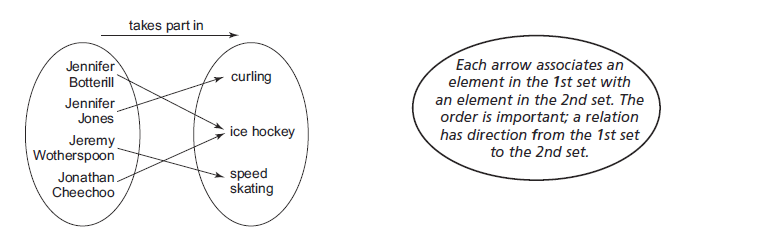 takes part in
Jennifer
Botterill
Jennifer
Jones
Jeremy
Wotherspoon
Jonathan
Cheechoo
curling
ice hockey
speed
skating
Each arrow associates an
element in the 1st set with
an element in the 2nd set. The
order is important; a relation
has direction from the 1st set
to the 2nd set.